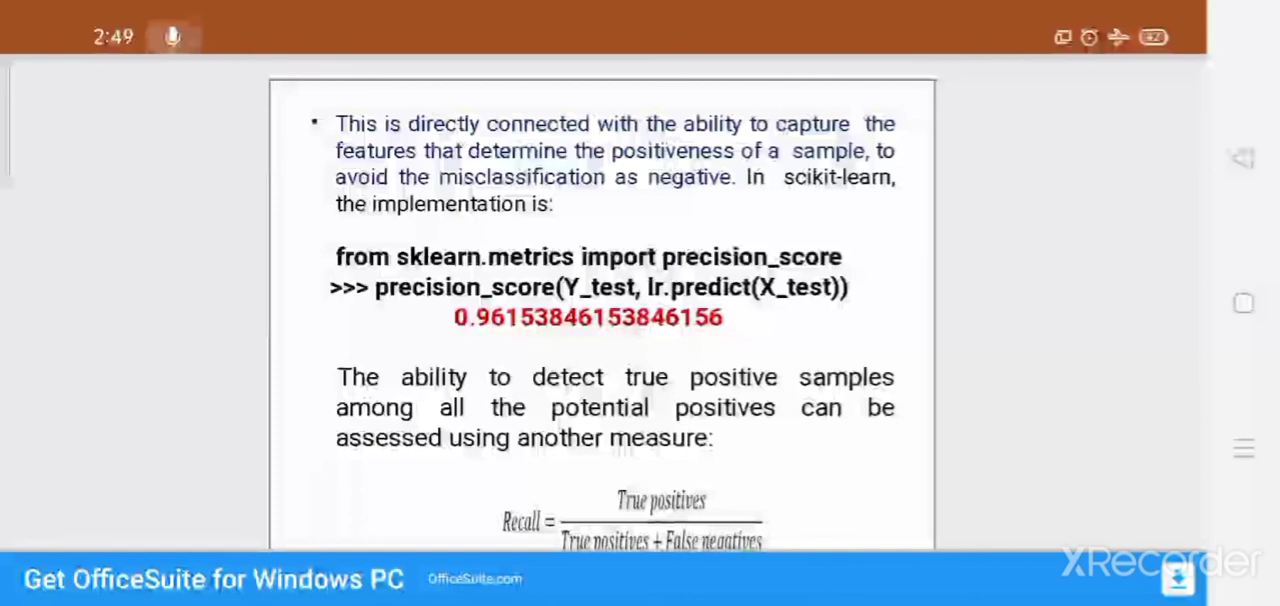 2:49
• This is directly connected with the ability to capture the
features that determine the positiveness of a sample, to
avoid the misclassification as negative. In scikit-learn,
the implementation is:
from sklearn.metrics import precision_score
>>> precision_score(Y_test, lr.predict(X_test))
0.96153846153846156
The ability to detect true positive samples
among all the potential positives can be
assessed using another measure:
Recall = True positives
True positives + False negatives
Get OfficeSuite for Windows PC OfficeSuite.com
XRecorder